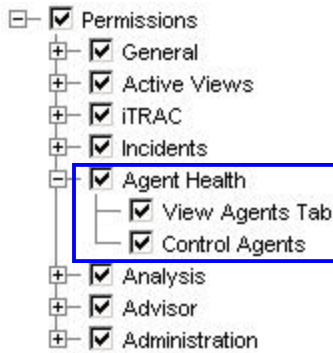 Permissions
General
Active Views
iTRAC
Incidents
Agent Health
View Agents Tab
Control Agents
Analysis
Advisor
Administration